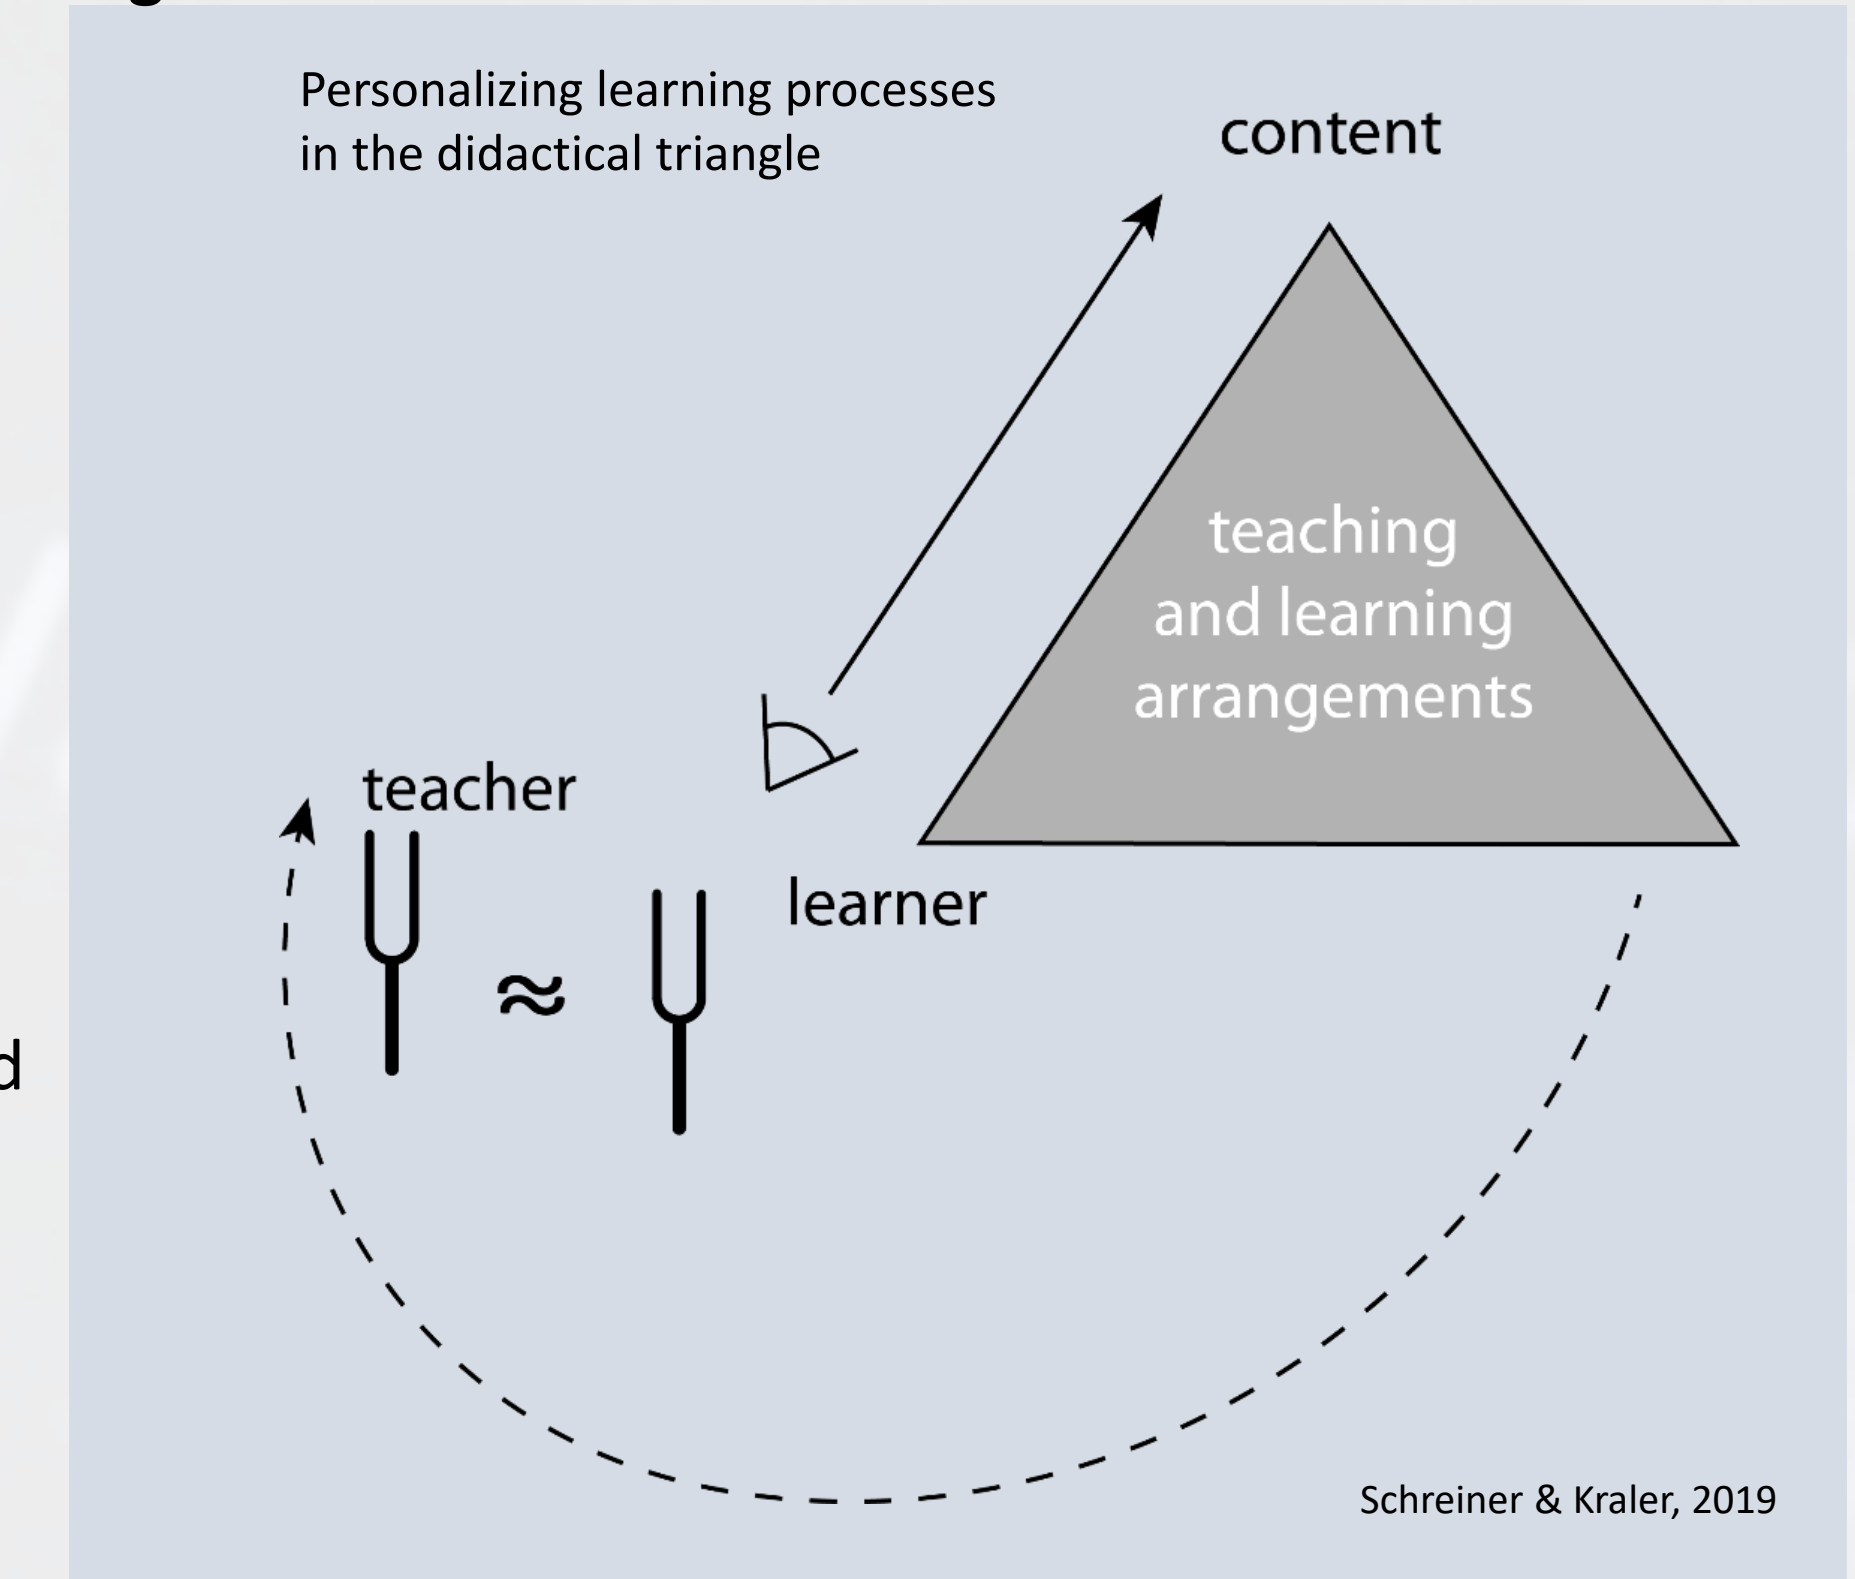 Personalizing learning processes
in the didactical triangle
content
teaching
and learning
arrangements
teacher
learner
≈
d
Schreiner & Kraler, 2019